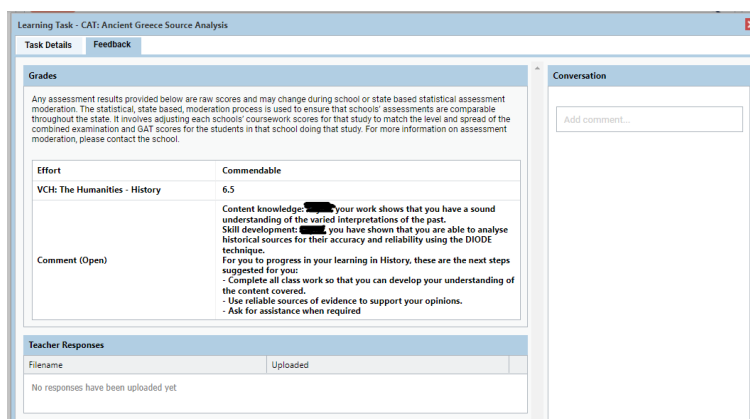 Learning Task - CAT: Ancient Greece Source Analysis
Task Details
Feedback
Grades
Any assessment results provided below are raw scores and may change during school or state based statistical assessment
moderation. The statistical, state based, moderation process is used to ensure that schools' assessments are comparable
throughout the state. It involves adjusting each schools' coursework scores for that study to match the level and spread of the
combined examination and GAT scores for the students in that school doing that study. For more information on assessment
moderation, please contact the school.
Effort
Commendable
VCH: The Humanities - History
6.5
Comment (Open)
Content knowledge: your work shows that you have a sound
understanding of the varied interpretations of the past.
Skill development: , you have shown that you are able to analyse
historical sources for their accuracy and reliability using the DIODE
technique.
For you to progress in your learning in History, these are the next steps
suggested for you:
- Complete all class work so that you can develop your understanding of
the content covered.
- Use reliable sources of evidence to support your opinions.
- Ask for assistance when required
Teacher Responses
Filename
Uploaded
No responses have been uploaded yet
Conversation
Add comment...